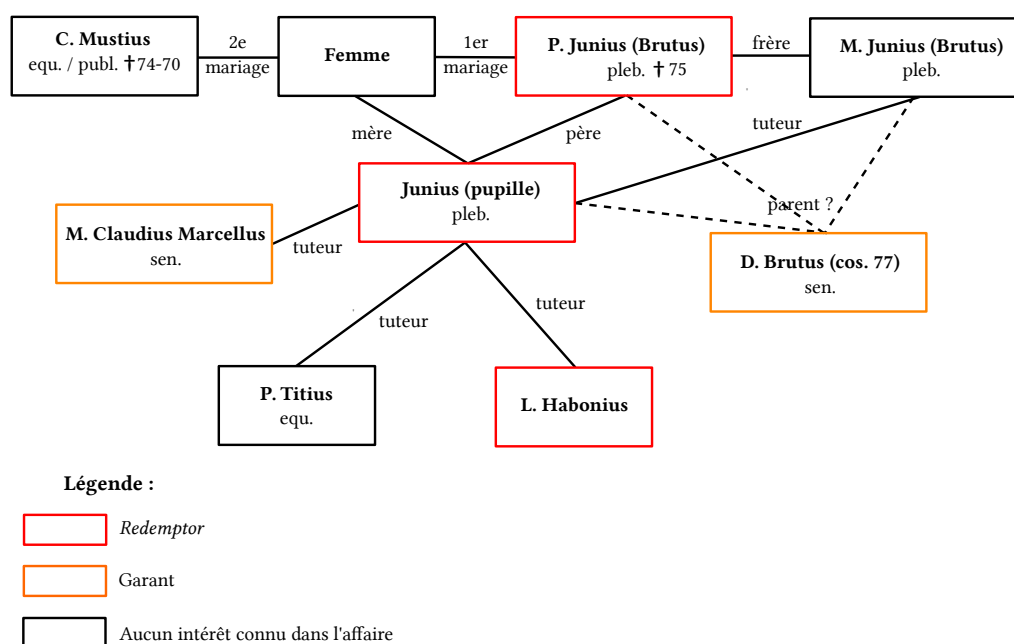 C. Mustius
equ. / publ. ✝74-70
2e
mariage
Femme
1er
mariage
P. Junius (Brutus)
pleb. ✝75
frère
M. Junius (Brutus)
pleb.
mère
père
tuteur
Junius (pupille)
pleb.
parent ?
M. Claudius Marcellus
sen.
tuteur
D. Brutus (cos. 77)
sen.
tuteur
tuteur
P. Titius
equ.
L. Habonius
Légende :
Redemptor
Garant
Aucun intérêt connu dans l'affaire